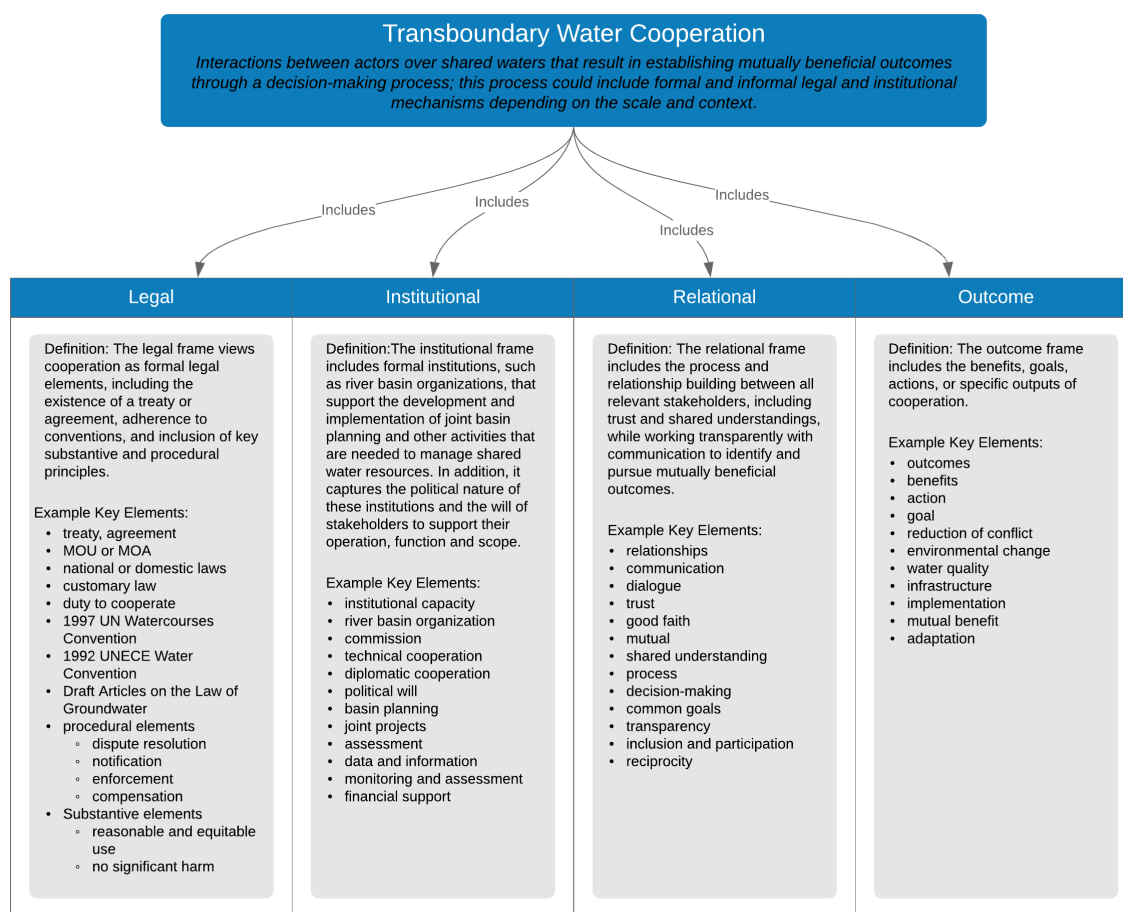 Transboundary Water Cooperation
Interactions between actors over shared waters that result in establishing mutually beneficial outcomes
through a decision-making process; this process could include formal and informal legal and institutional
mechanisms depending on the scale and context.
Includes
Includes
Includes
Includes
Legal
Definition: The legal frame views
cooperation as formal legal
elements, including the
existence of a treaty or
agreement, adherence to
conventions, and inclusion of key
substantive and procedural
principles.
Example Key Elements:
• treaty, agreement
• MOU or MOA
• national or domestic laws
• customary law
• duty to cooperate
• 1997 UN Watercourses
Convention
• 1992 UNECE Water
Convention
• Draft Articles on the Law of
Groundwater
• procedural elements
◦ dispute resolution
◦ notification
◦ enforcement
◦ compensation
• Substantive elements
◦ reasonable and equitable
use
◦ no significant harm
Institutional
Definition:The institutional frame
includes formal institutions, such
as river basin organizations, that
support the development and
implementation of joint basin
planning and other activities that
are needed to manage shared
water resources. In addition, it
captures the political nature of
these institutions and the will of
stakeholders to support their
operation, function and scope.
Example Key Elements:
• institutional capacity
• river basin organization
• commission
• technical cooperation
• diplomatic cooperation
• political will
• basin planning
• joint projects
• assessment
• data and information
• monitoring and assessment
• financial support
Relational
Definition: The relational frame
includes the process and
relationship building between all
relevant stakeholders, including
trust and shared understandings,
while working transparently with
communication to identify and
pursue mutually beneficial
outcomes.
Example Key Elements:
• relationships
• communication
• dialogue
• trust
• good faith
• mutual
• shared understanding
• process
• decision-making
• common goals
• transparency
• inclusion and participation
• reciprocity
Outcome
Definition: The outcome frame
includes the benefits, goals,
actions, or specific outputs of
cooperation.
Example Key Elements:
• outcomes
• benefits
• action
• goal
• reduction of conflict
• environmental change
• water quality
• infrastructure
• implementation
• mutual benefit
• adaptation